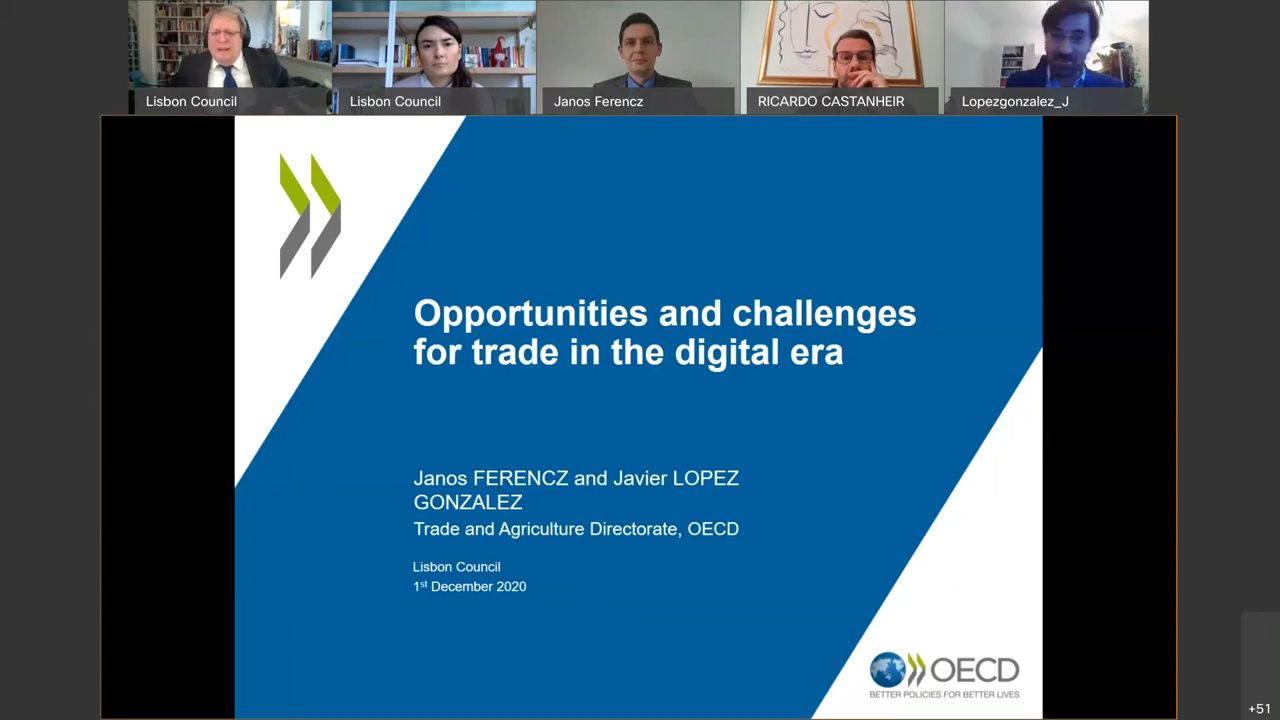 Lisbon Council
Lisbon Council
Janos Ferencz
RICARDO CASTANHEIR
Lopezgonzalez_J
Opportunities and challenges
for trade in the digital era
Janos FERENCZ and Javier LOPEZ
GONZALEZ
Trade and Agriculture Directorate, OECD
Lisbon Council
1st December 2020
OECD
BETTER POLICIES FOR BETTER LIVES
+51